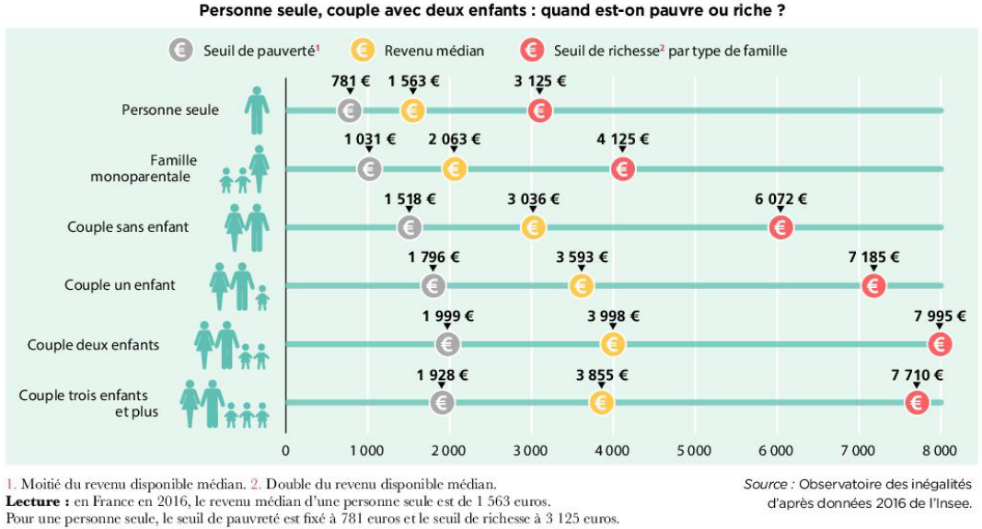 Personne seule, couple avec deux enfants : quand est-on pauvre ou riche ?
€ Seuil de pauvreté1 € Revenu médian € Seuil de richesse2 par type de famille
781 € 1 563 € 3 125 €
Personne seule € € €
1 031 € 2 063 € 4 125 €
Famille
monoparentale € € €
1 518 € 3 036 € 6 072 €
Couple sans enfant € € €
1 796 € 3 593 € 7 185 €
Couple un enfant € € €
1 999 € 3 998 € 7 995 €
Couple deux enfants € € €
1 928 € 3 855 € 7 710 €
Couple trois enfants
et plus € € €
0 1 000 2 000 3 000 4 000 5 000 6 000 7 000 8 000
1. Moitié du revenu disponible médian. 2. Double du revenu disponible médian.
Lecture : en France en 2016, le revenu médian d'une personne seule est de 1 563 euros.
Pour une personne seule, le seuil de pauvreté est fixé à 781 euros et le seuil de richesse à 3 125 euros.
Source : Observatoire des inégalités
d'après données 2016 de l'Insee.